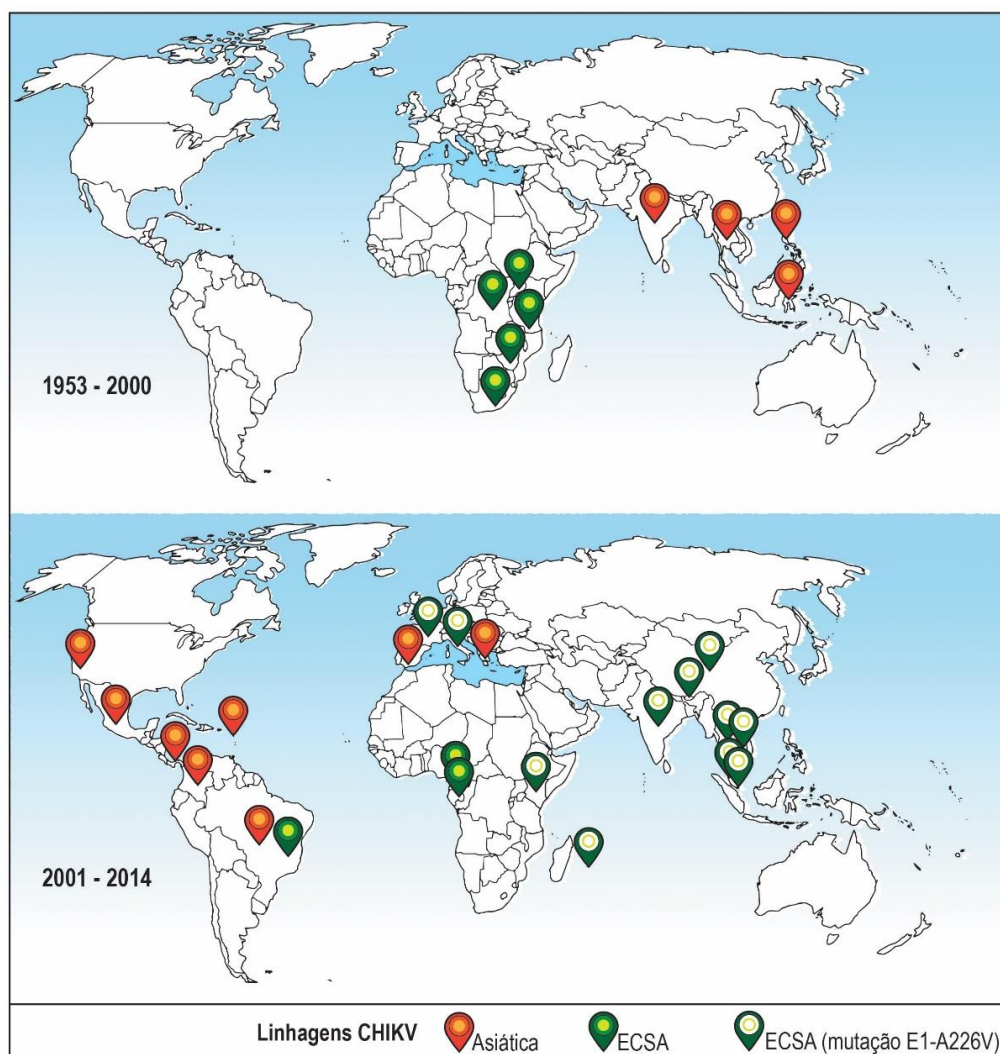 1953 - 2000
2001 - 2014
Linhagens CHIKV Asiática ECSA ECSA (mutação E1-A226V)